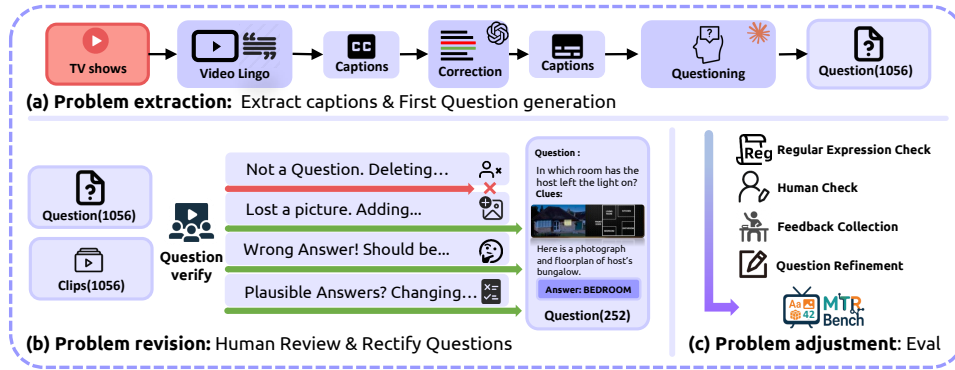 TV shows
Video Lingo
CC
Captions
Correction
Captions
Questioning
Question(1056)
(a) Problem extraction: Extract captions & First Question generation
Question(1056)
Clips(1056)
Question
verify
Not a Question. Deleting...
Lost a picture. Adding...
Wrong Answer! Should be...
Plausible Answers? Changing...
Question :
In which room has the
host left the light on?
Clues:
Here is a photograph
and floorplan of host's
bungalow.
Answer: BEDROOM
Question(252)
(b) Problem revision: Human Review & Rectify Questions
Reg
Regular Expression Check
Human Check
Feedback Collection
Question Refinement
Aa
42
MTR
Bench
(c) Problem adjustment: Eval